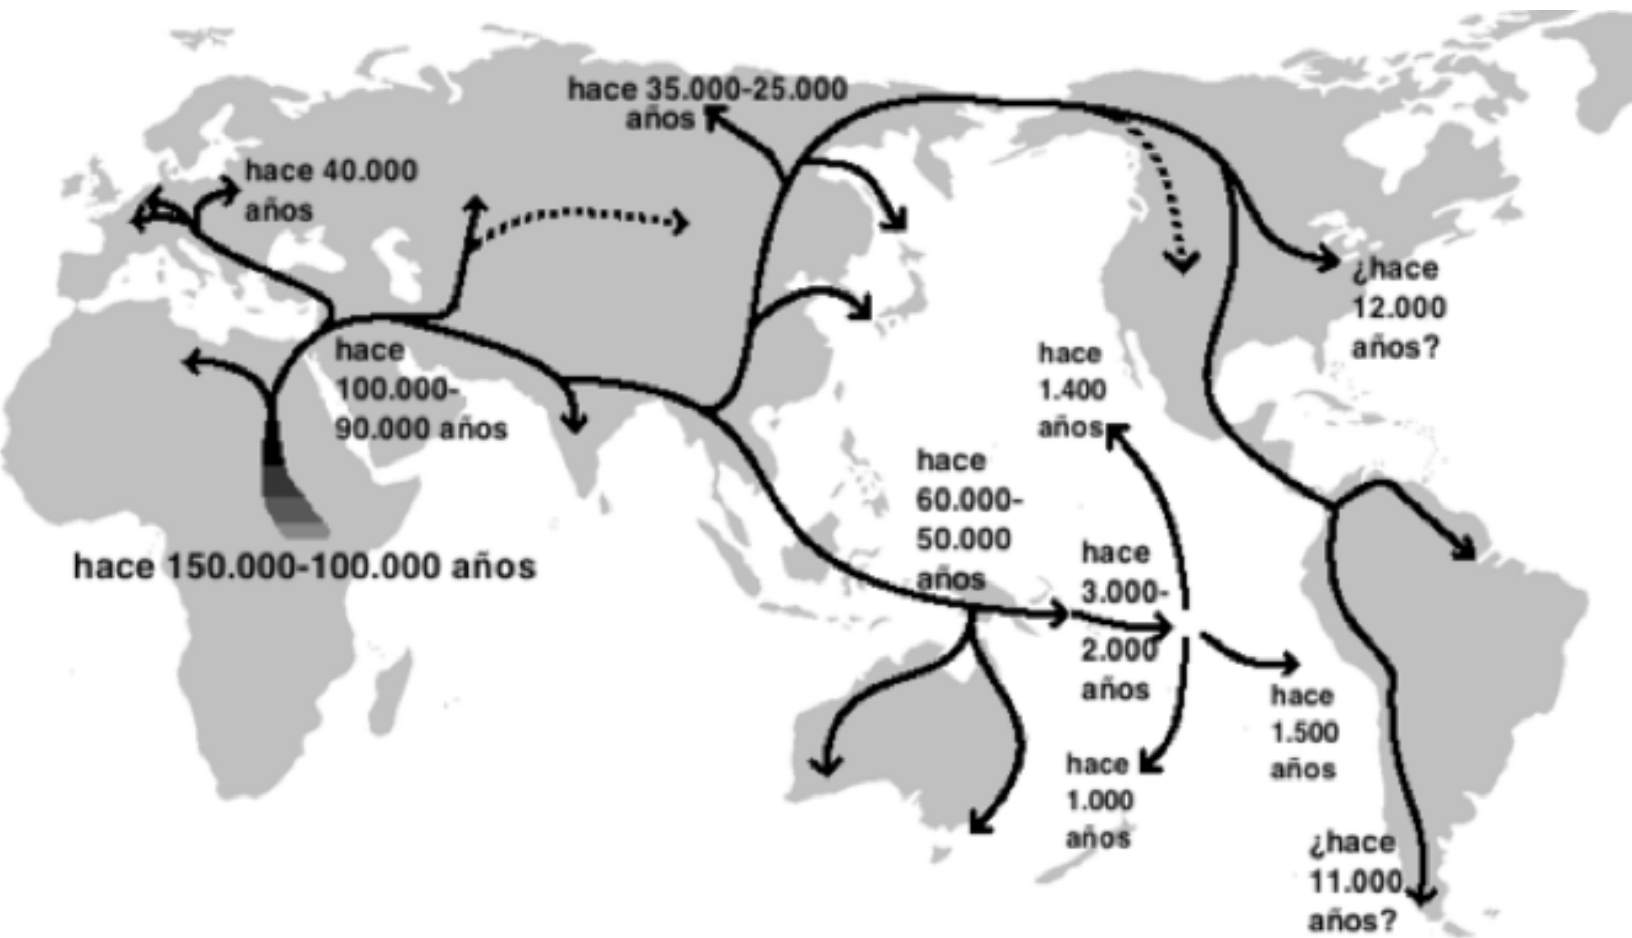 hace 35.000-25.000
años
hace 40.000
años
hace
100.000-
90.000 años
hace 150.000-100.000 años
hace
60.000-
50.000
años
hace
1.400
años
hace
3.000-
2.000
años
hace
1.500
años
hace
1.000
años
¿hace
12.000
años?
¿hace
11.000
años?